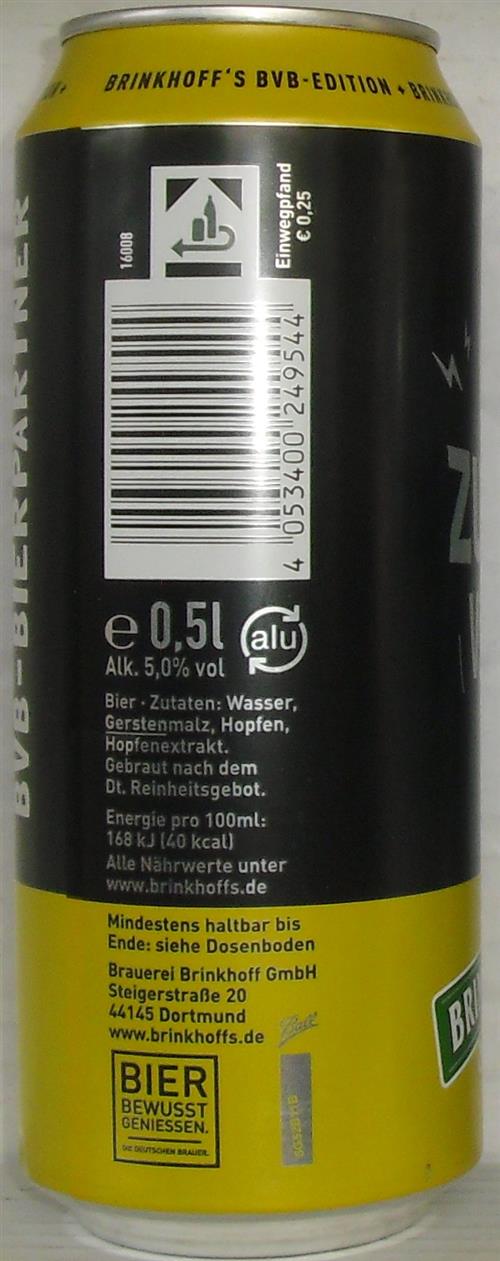 BRINKHOFF'S BVB-EDITION +
BVB-BIERPARTNER
16008
Einwegpfand
€ 0,25
4 053400 249544
e 0,5l
alu
Alk. 5,0% vol
Bier · Zutaten: Wasser,
Gerstenmalz, Hopfen,
Hopfenextrakt.
Gebraut nach dem
Dt. Reinheitsgebot.
Energie pro 100ml:
168 kJ (40 kcal)
Alle Nährwerte unter
www.brinkhoffs.de
Mindestens haltbar bis
Ende: siehe Dosenboden
Brauerei Brinkhoff GmbH
Steigerstraße 20
44145 Dortmund
www.brinkhoffs.de
Ball
BIER
BEWUSST
GENIESSEN.
DIE DEUTSCHEN BRAUER.